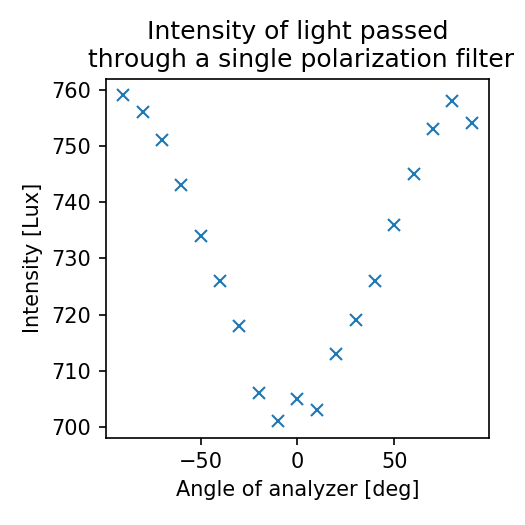 Intensity of light passed
through a single polarization filter
760
750
740
730
720
710
700
Intensity [Lux]
−50 0 50
Angle of analyzer [deg]